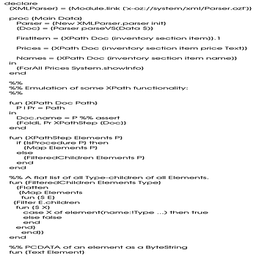 declare
[XMLParser] = {Module.link ['x-oz://system/xml/Parser.ozf']}
proc {Main Data}
Parser = {New XMLParser.parser init}
[Doc] = {Parser parseVS(Data $)}
FirstItem = {XPath Doc [inventory section item]}.1
Prices = {XPath Doc [inventory section item price Text]}
Names = {XPath Doc [inventory section item name]}
in
{ForAll Prices System.showInfo}
end
%%
%% Emulation of some XPath functionality:
%%
fun {XPath Doc Path}
P|Pr = Path
in
Doc.name = P %% assert
{FoldL Pr XPathStep [Doc]}
end
fun {XPathStep Elements P}
if {IsProcedure P} then
{Map Elements P}
else
{FilteredChildren Elements P}
end
end
%% A flat list of all Type-children of all Elements.
fun {FilteredChildren Elements Type}
{Flatten
{Map Elements
fun {$ E}
{Filter E.children
fun {$ X}
case X of element(name:!Type ...) then true
else false
end
end}
end}}
end
%% PCDATA of an element as a ByteString
fun {Text Element}